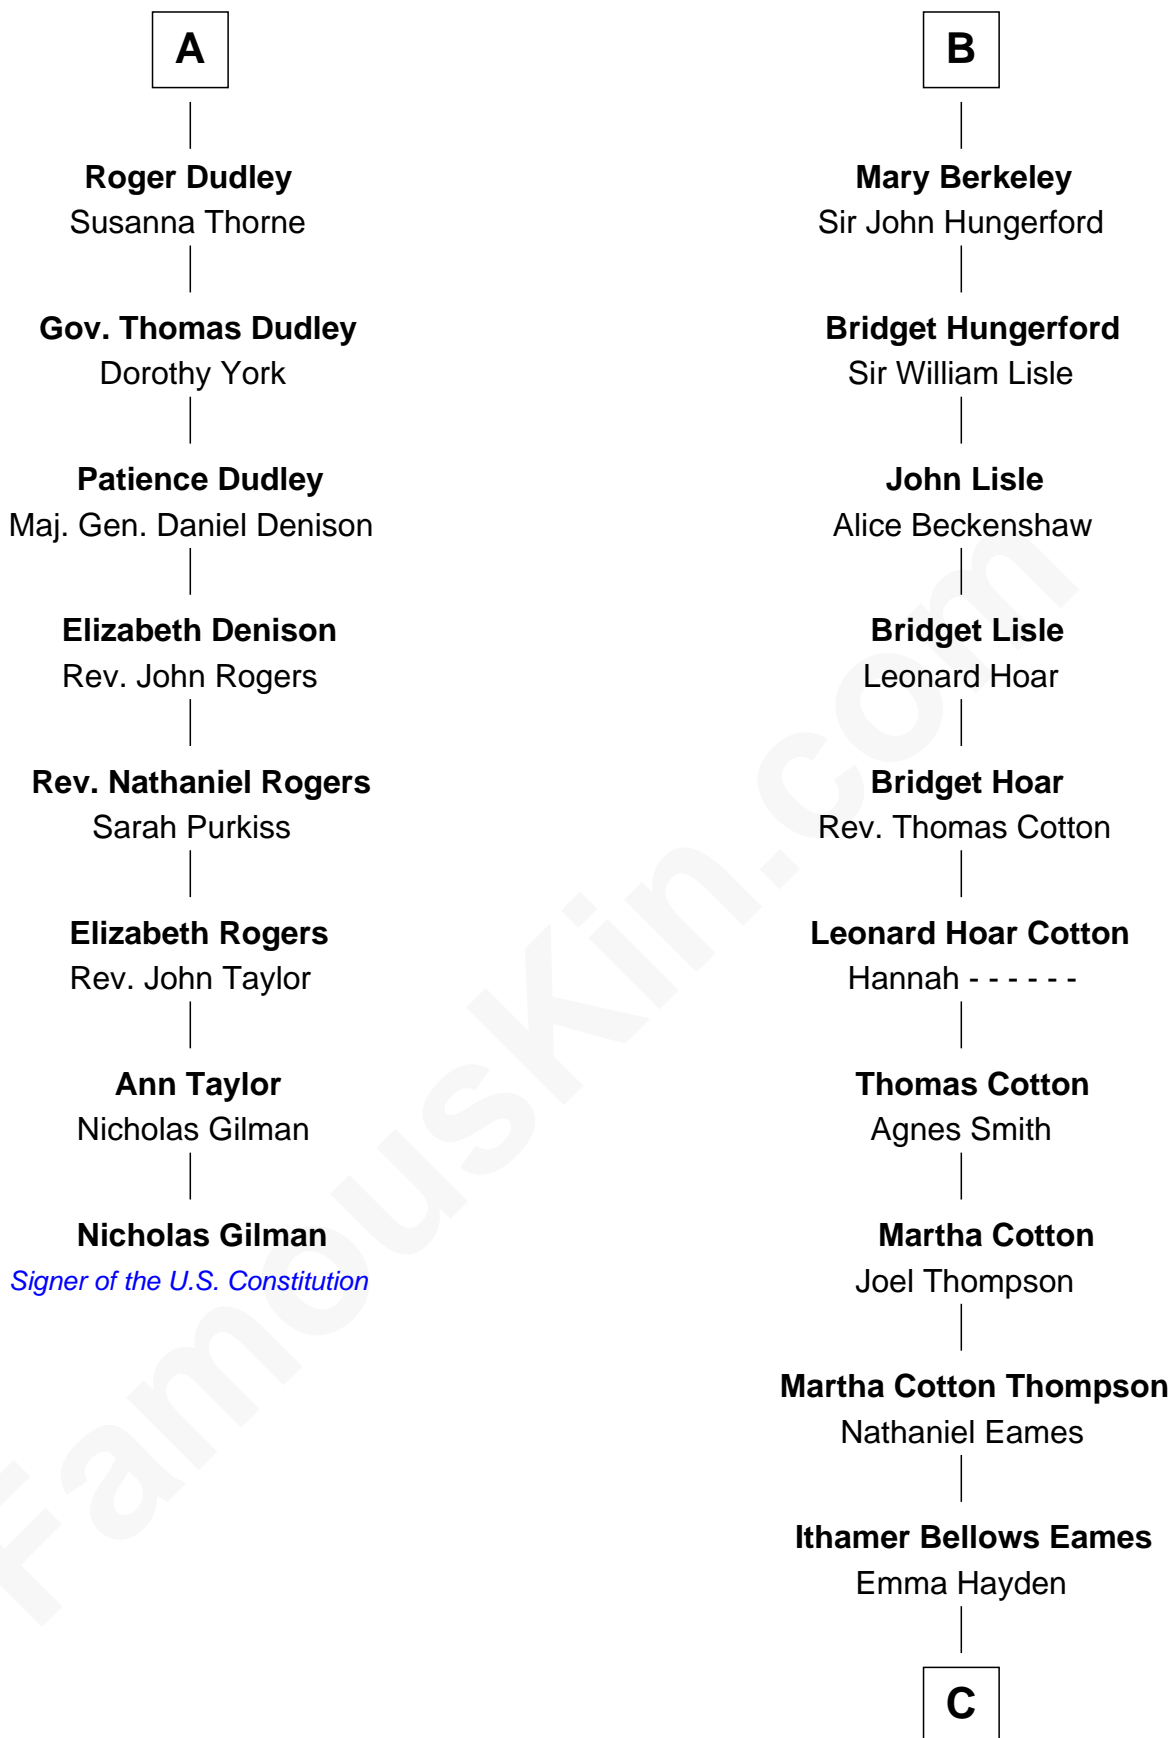 A
Roger Dudley
Susanna Thorne
Gov. Thomas Dudley
Dorothy York
Patience Dudley
Maj. Gen. Daniel Denison
Elizabeth Denison
Rev. John Rogers
Rev. Nathaniel Rogers
Sarah Purkiss
Elizabeth Rogers
Rev. John Taylor
Ann Taylor
Nicholas Gilman
Nicholas Gilman
Signer of the U.S. Constitution
B
Mary Berkeley
Sir John Hungerford
Bridget Hungerford
Sir William Lisle
John Lisle
Alice Beckenshaw
Bridget Lisle
Leonard Hoar
Bridget Hoar
Rev. Thomas Cotton
Leonard Hoar Cotton
Hannah - - - - - -
Thomas Cotton
Agnes Smith
Martha Cotton
Joel Thompson
Martha Cotton Thompson
Nathaniel Eames
Ithamer Bellows Eames
Emma Hayden
C
FamousKin.com